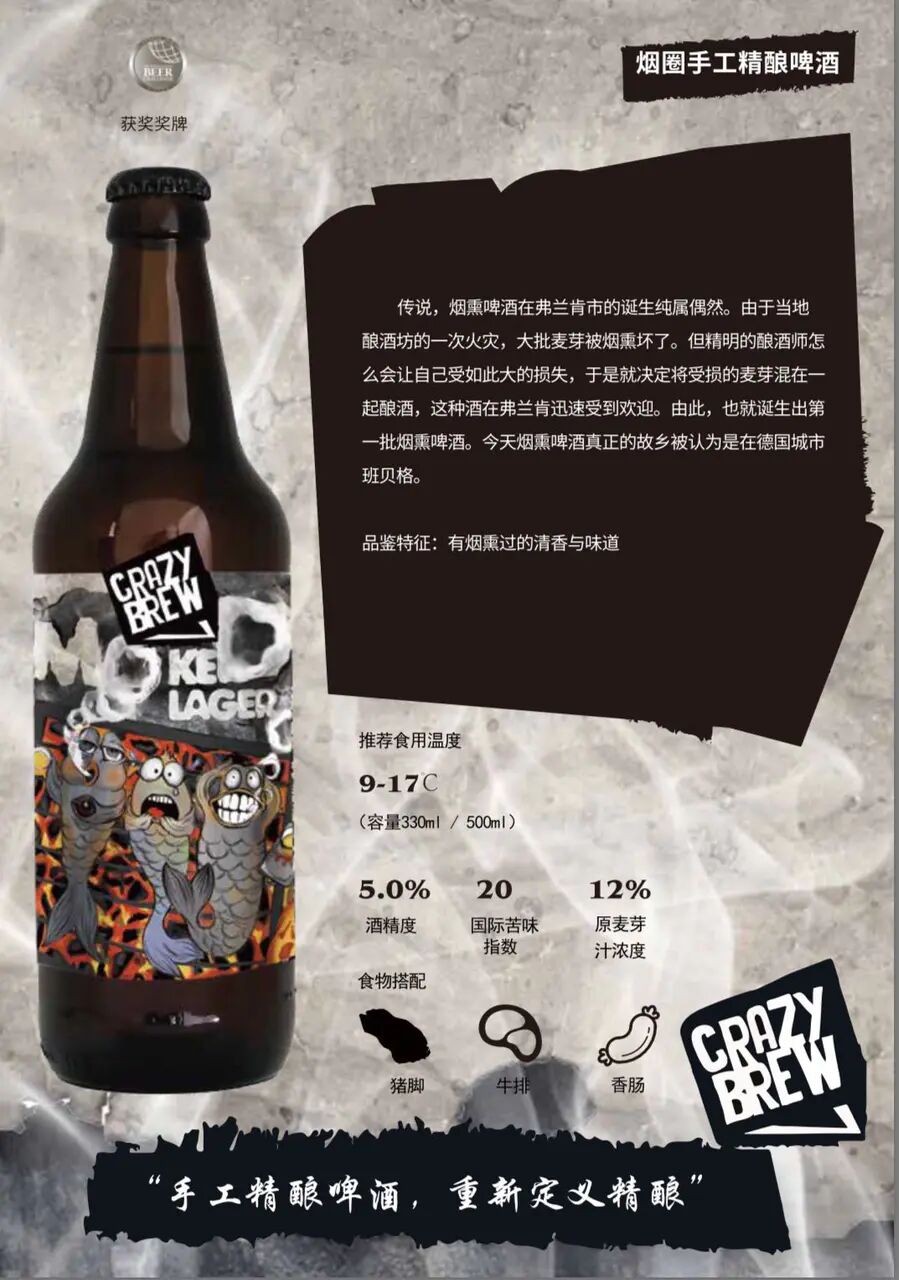 BEER
CHALLENGE
获奖奖牌
烟圈手工精酿啤酒
传说，烟熏啤酒在弗兰肯市的诞生纯属偶然。由于当地
酿酒坊的一次火灾，大批麦芽被烟熏坏了。但精明的酿酒师怎
么会让自己受如此大的损失，于是就决定将受损的麦芽混在一
起酿酒，这种酒在弗兰肯迅速受到欢迎。由此，也就诞生出第
一批烟熏啤酒。今天烟熏啤酒真正的故乡被认为是在德国城市
班贝格。
品鉴特征：有烟熏过的清香与味道
CRAZY
BREW
MOKED
LAGER
推荐食用温度
9-17℃
（容量330ml / 500ml）
5.0% 20 12%
酒精度 国际苦味 原麦芽
指数 汁浓度
食物搭配
猪脚 牛排 香肠
CRAZY
BREW
“手工精酿啤酒，重新定义精酿”